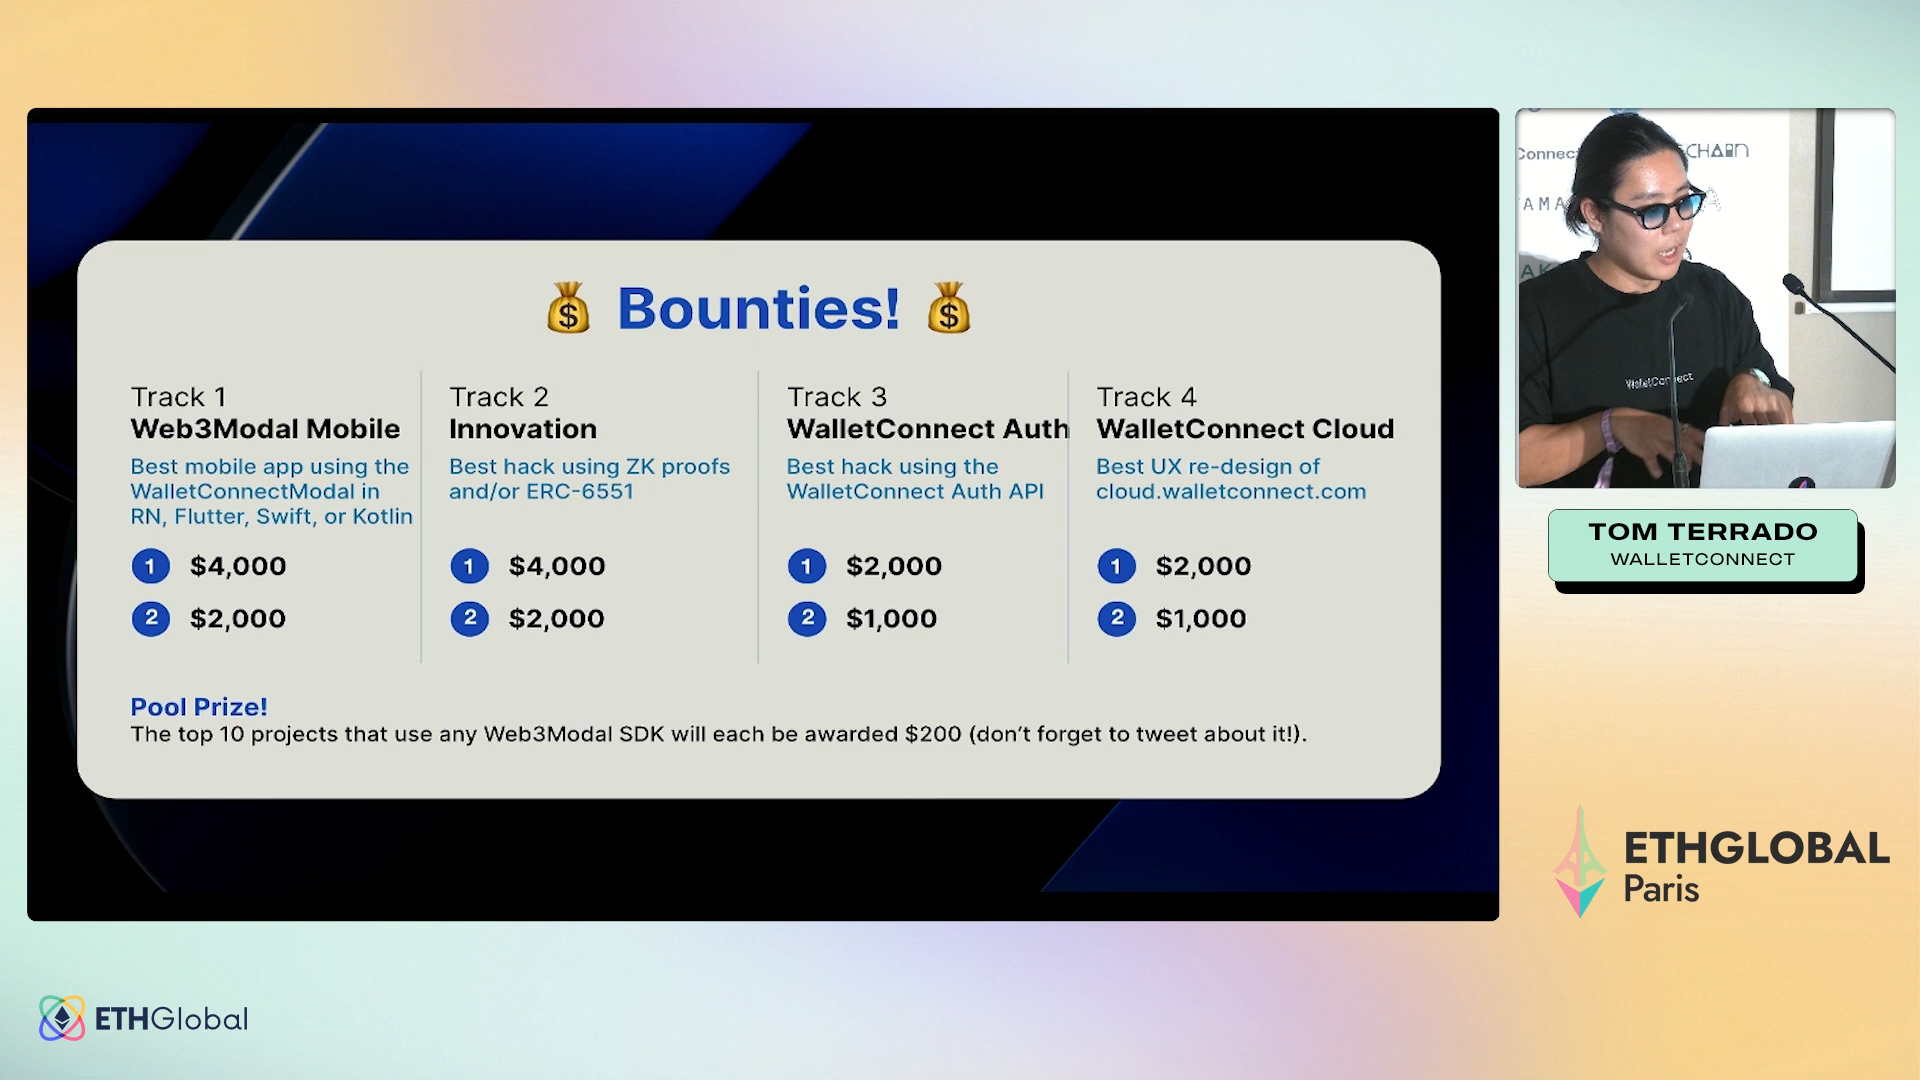 Bounties!
Track 1
Web3Modal Mobile
Best mobile app using the
WalletConnectModal in
RN, Flutter, Swift, or Kotlin
1 $4,000
2 $2,000
Track 2
Innovation
Best hack using ZK proofs
and/or ERC-6551
1 $4,000
2 $2,000
Track 3
WalletConnect Auth
Best hack using the
WalletConnect Auth API
1 $2,000
2 $1,000
Track 4
WalletConnect Cloud
Best UX re-design of
cloud.walletconnect.com
1 $2,000
2 $1,000
Pool Prize!
The top 10 projects that use any Web3Modal SDK will each be awarded $200 (don’t forget to tweet about it!).
WalletConnect
TOM TERRADO
WALLETCONNECT
ETHGLOBAL
Paris
ETHGlobal